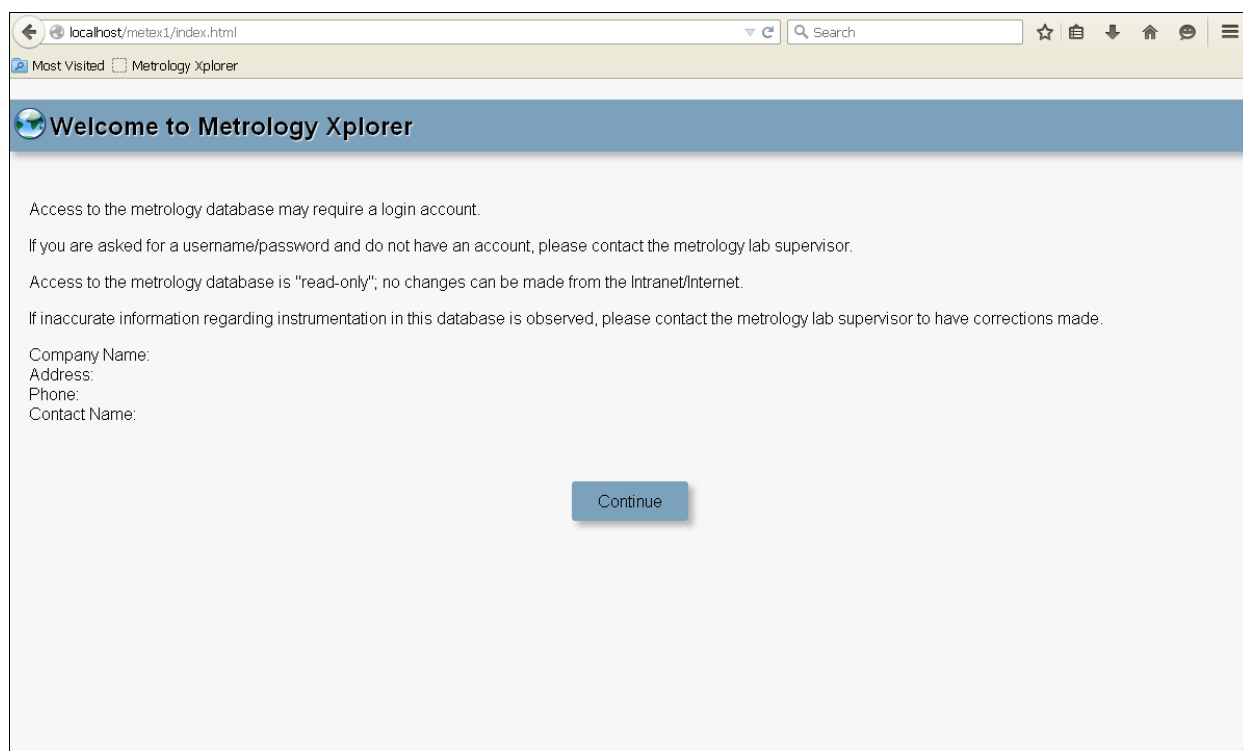 localhost/metex1/index.html
Search
Most Visited
Metrology Xplorer
Welcome to Metrology Xplorer
Access to the metrology database may require a login account.
If you are asked for a username/password and do not have an account, please contact the metrology lab supervisor.
Access to the metrology database is "read-only"; no changes can be made from the Intranet/Internet.
If inaccurate information regarding instrumentation in this database is observed, please contact the metrology lab supervisor to have corrections made.
Company Name:
Address:
Phone:
Contact Name:
Continue